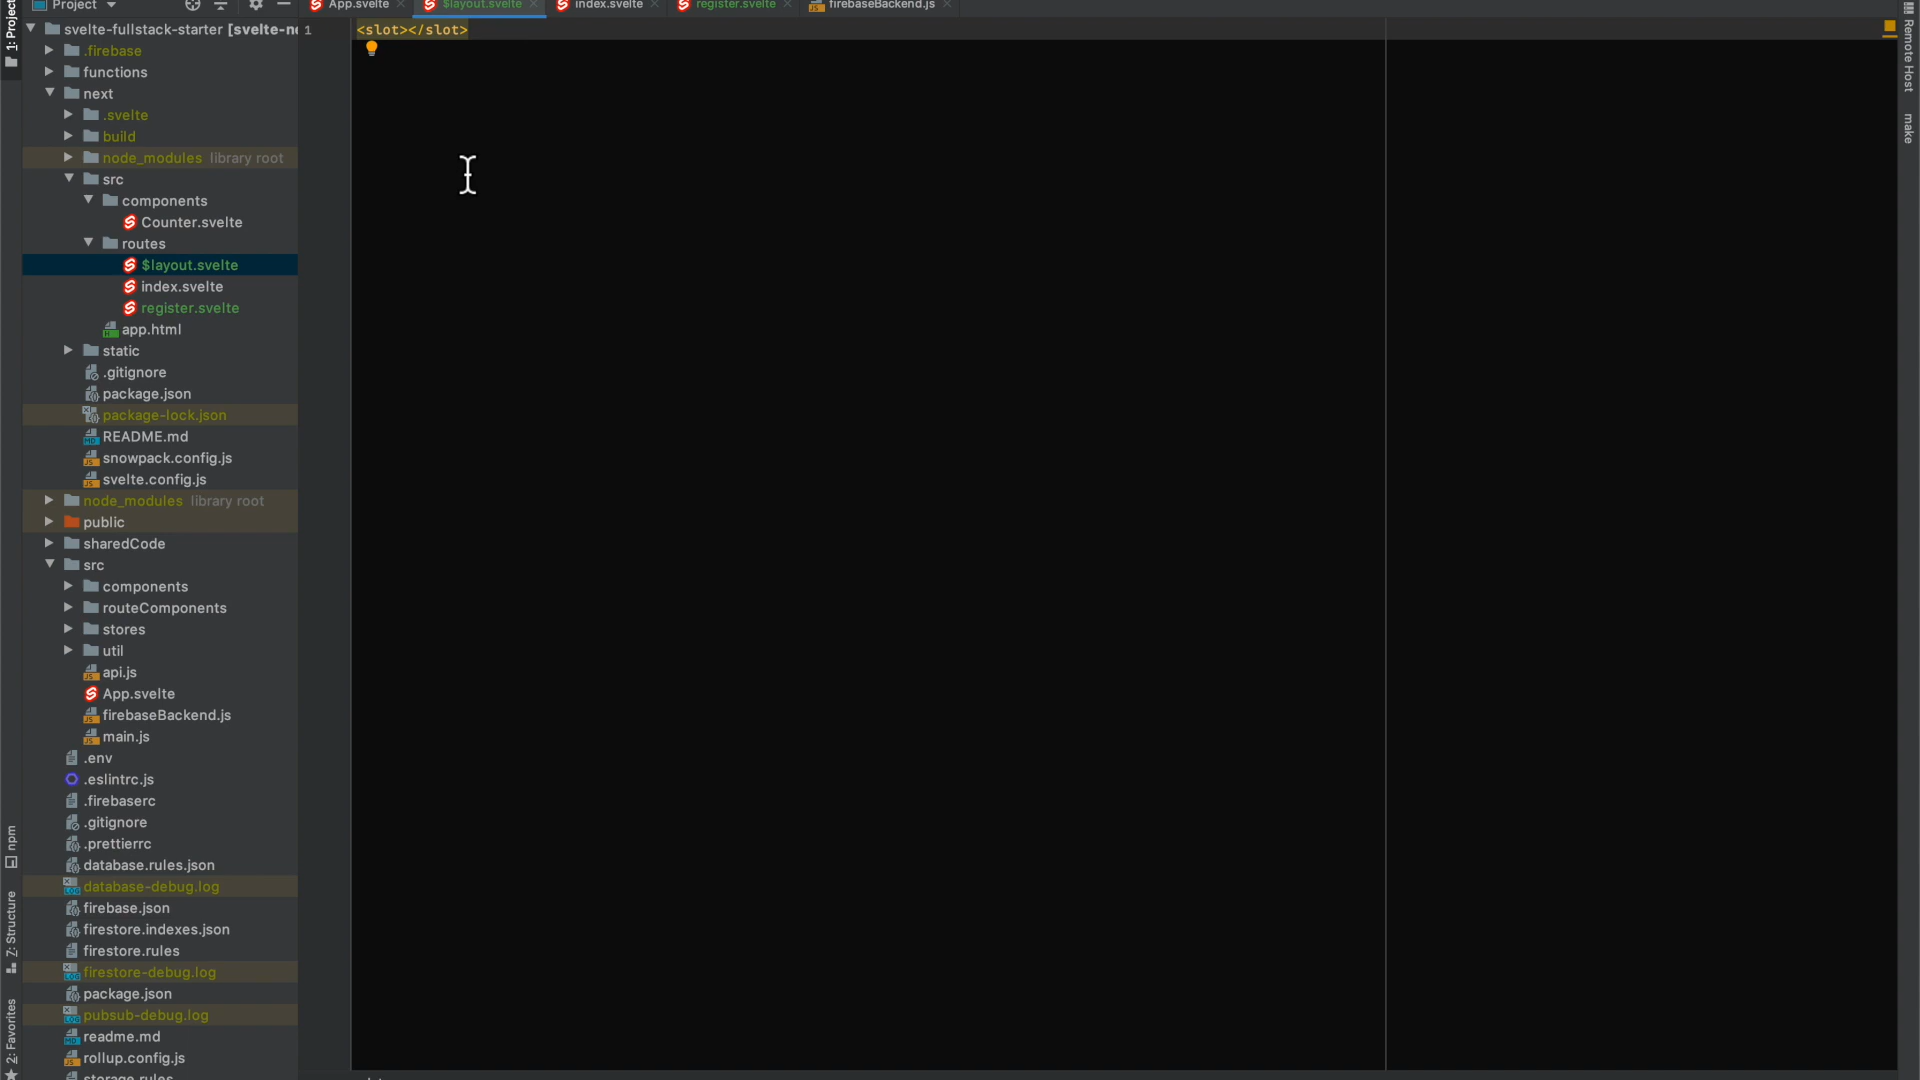 Project
App.svelte
$layout.svelte
index.svelte
register.svelte
firebaseBackend.js
svelte-fullstack-starter [svelte-n
.firebase
functions
next
.svelte
build
node_modules library root
src
components
Counter.svelte
routes
$layout.svelte
index.svelte
register.svelte
app.html
static
.gitignore
package.json
package-lock.json
README.md
snowpack.config.js
svelte.config.js
node_modules library root
public
sharedCode
src
components
routeComponents
stores
util
api.js
App.svelte
firebaseBackend.js
main.js
.env
.eslintrc.js
.firebaserc
.gitignore
.prettierrc
database.rules.json
database-debug.log
firebase.json
firestore.indexes.json
firestore.rules
firestore-debug.log
package.json
pubsub-debug.log
readme.md
rollup.config.js
storage.rules
1
<slot></slot>
1: Project
npm
Z: Structure
2: Favorites
Remote Host
make